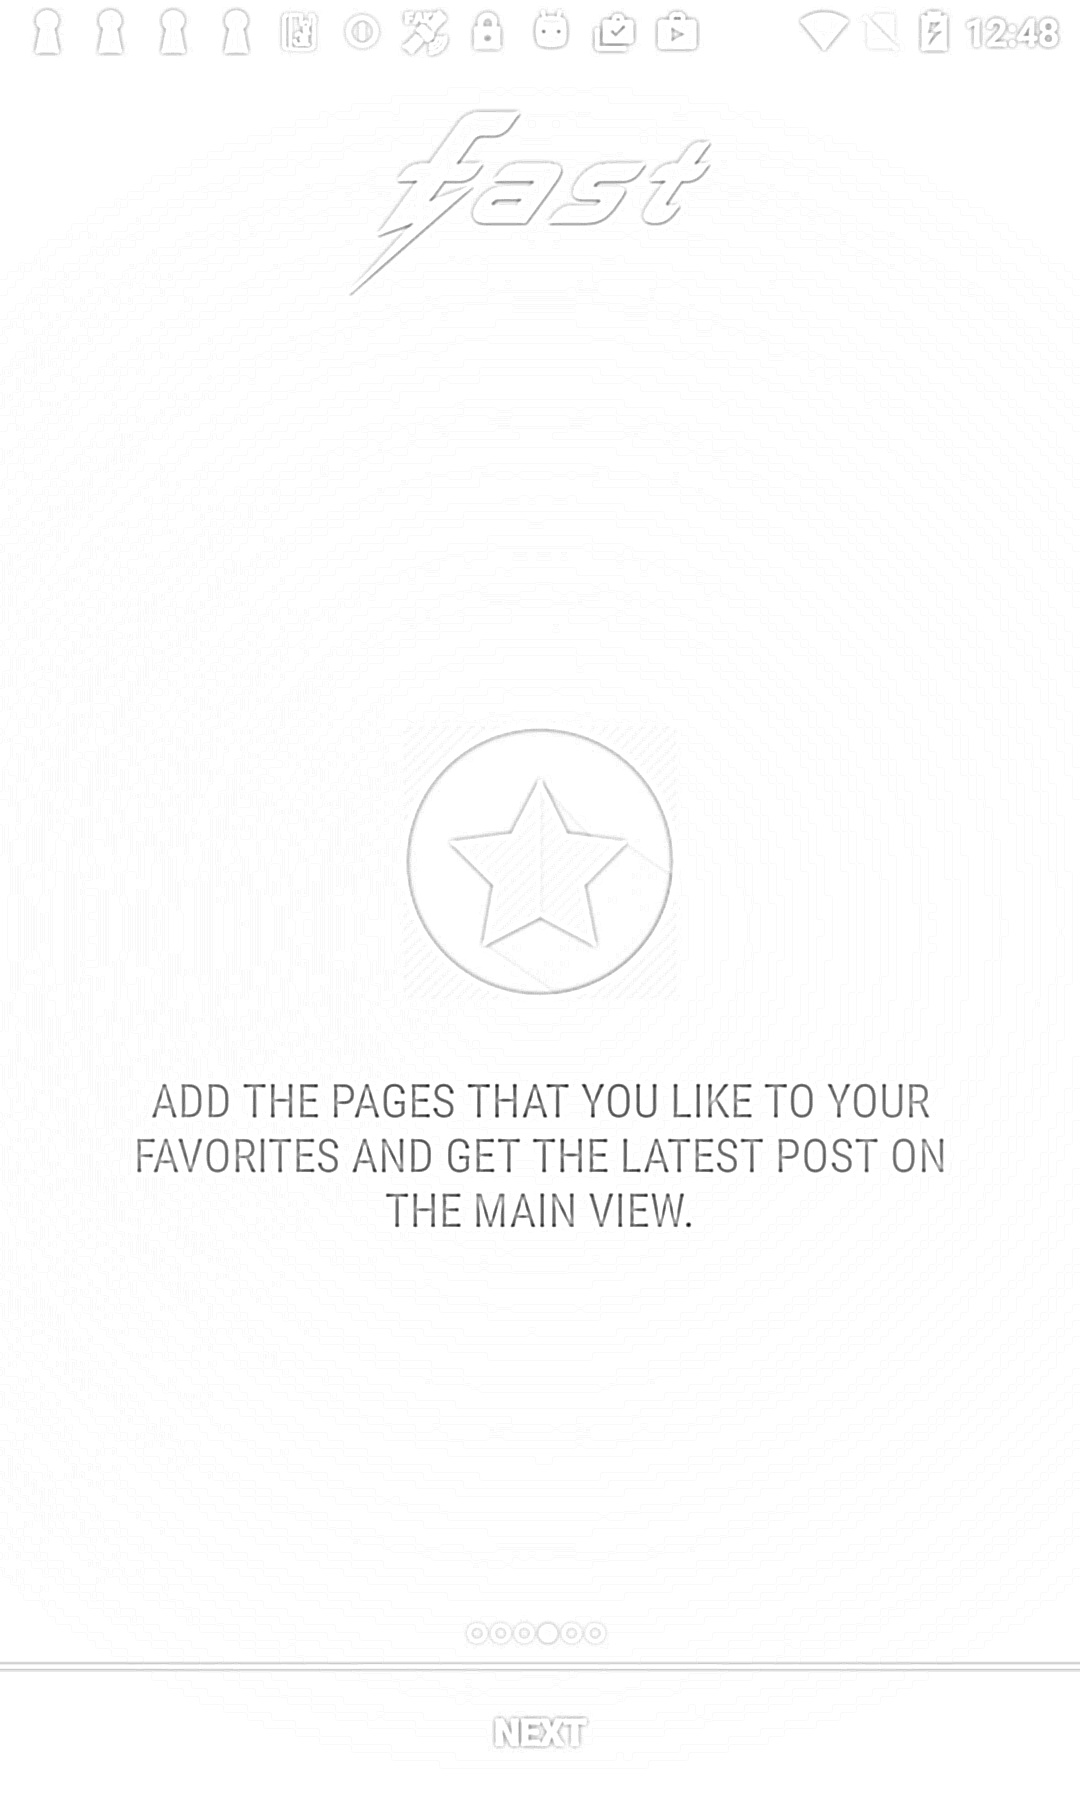 12:48
fast
ADD THE PAGES THAT YOU LIKE TO YOUR
FAVORITES AND GET THE LATEST POST ON
THE MAIN VIEW.
NEXT